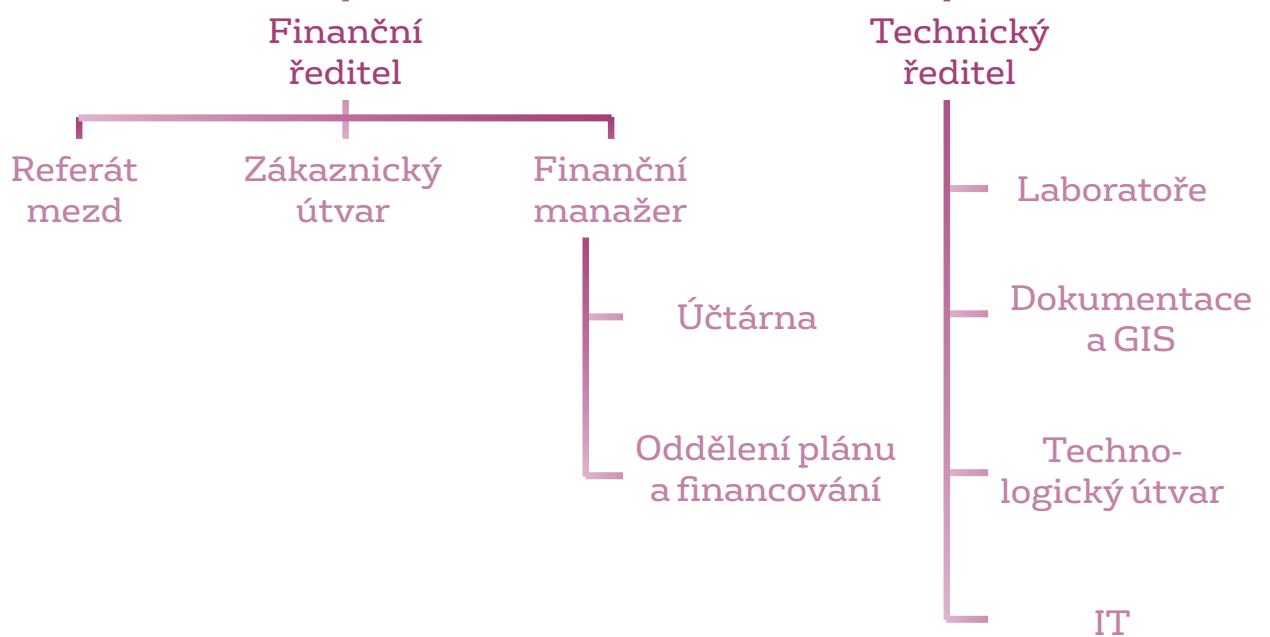 Finanční
ředitel
Technický
ředitel
Referát
mezd
Zákaznický
útvar
Finanční
manažer
Laboratoře
Účtárna
Dokumentace
a GIS
Oddělení plánu
a financování
Techno-
logický útvar
IT